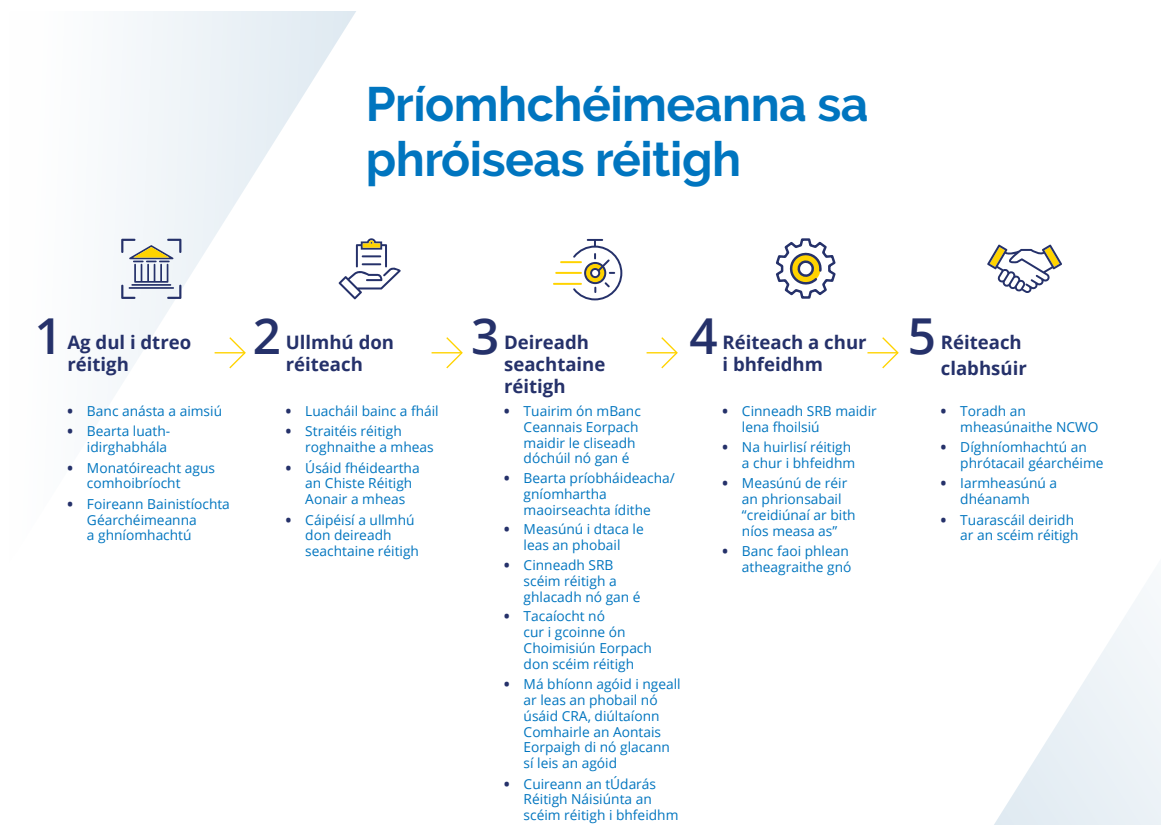 Príomhchéimeanna sa
phróiseas réitigh
1
Ag dul i dtreo
réitigh
• Banc anásta a aimsiú
• Bearta luath-
idirghabhála
• Monatóireacht agus
comhoibríocht
• Foireann Bainistíochta
Géarchéimeanna
a ghníomhachtú
2
Ullmhú don
réiteach
• Luacháil bainc a fháil
• Straitéis réitigh
roghnaithe a mheas
• Úsáid fhéideartha
an Chiste Réitigh
Aonair a mheas
• Cáipéisí a ullmhú
don deireadh
seachtaine réitigh
3
Deireadh
seachtaine
réitigh
• Tuairim ón mBanc
Ceannais Eorpach
maidir le cliseadh
dóchúil nó gan é
• Bearta príobháideacha/
gníomhartha
maoirseachta ídithe
• Measúnú i dtaca le
leas an phobail
• Cinneadh SRB
scéim réitigh a
ghlacadh nó gan é
• Tacaíocht nó
cur i gcoinne ón
Choimisiún Eorpach
don scéim réitigh
• Má bhíonn agóid i ngeall
ar leas an phobail nó
úsáid CRA, diúltaíonn
Comhairle an Aontais
Eorpaigh di nó glacann
sí leis an agóid
• Cuireann an tÚdarás
Réitigh Náisiúnta an
scéim réitigh i bhfeidhm
4
Réiteach a chur
i bhfeidhm
• Cinneadh SRB maidir
lena fhoilsiú
• Na huirlisí réitigh
a chur i bhfeidhm
• Measúnú de réir
an phrionsabail
“creidiúnaí ar bith
níos measa as”
• Banc faoi phlean
atheagraithe gnó
5
Réiteach
clabhsúir
• Toradh an
mheasúnaithe NCWO
• Díghníomhachtú an
phrótacail géarchéime
• Iarmheasúnú a
dhéanamh
• Tuarascáil deiridh
ar an scéim réitigh